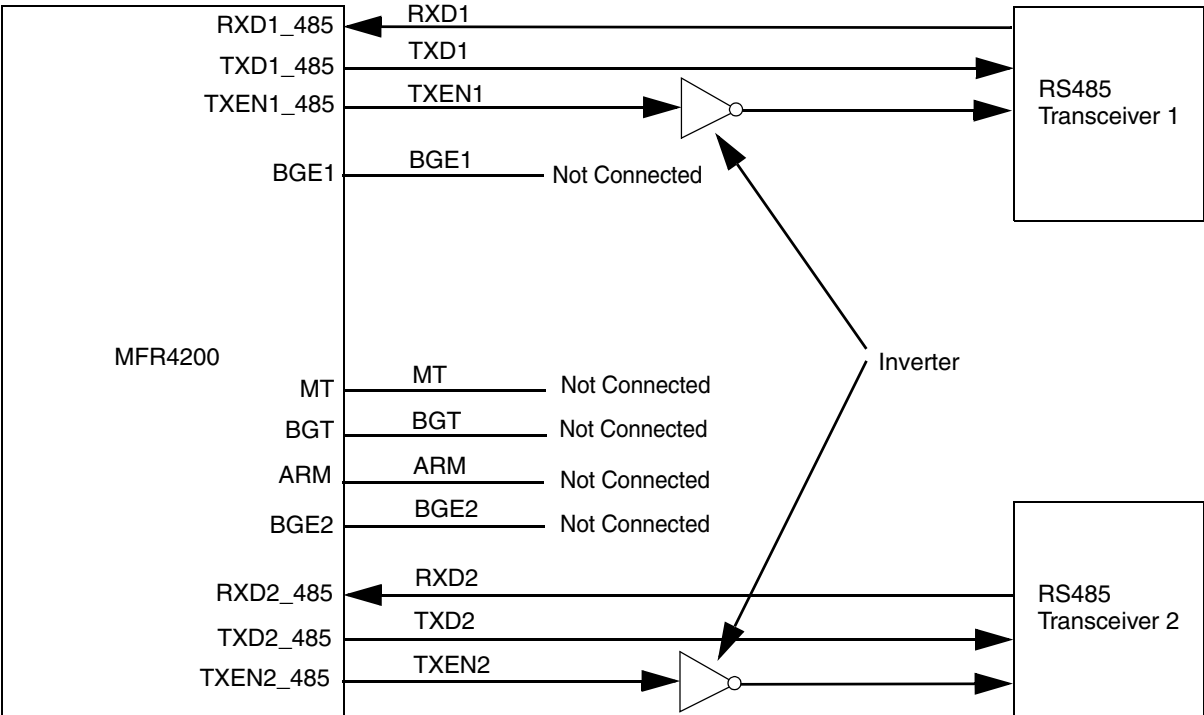 RXD1_485 RXD1
TXD1_485 TXD1
TXEN1_485 TXEN1
RS485
Transceiver 1
BGE1 BGE1 Not Connected
MFR4200
Inverter
MT MT Not Connected
BGT BGT Not Connected
ARM ARM Not Connected
BGE2 BGE2 Not Connected
RXD2_485 RXD2
TXD2_485 TXD2
TXEN2_485 TXEN2
RS485
Transceiver 2